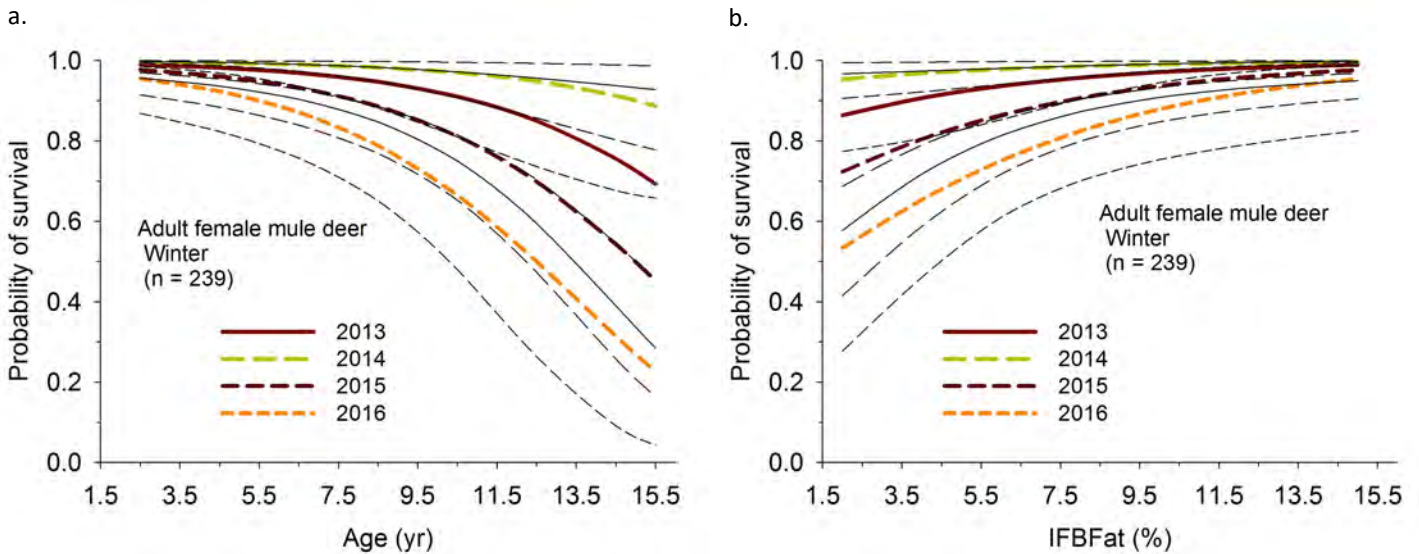 a.
1.0
0.8
0.6
0.4
0.2
0.0
Probability of survival
Adult female mule deer
Winter
(n = 239)
2013
2014
2015
2016
1.5 3.5 5.5 7.5 9.5 11.5 13.5 15.5
Age (yr)
b.
1.0
0.8
0.6
0.4
0.2
0.0
Probability of survival
Adult female mule deer
Winter
(n = 239)
2013
2014
2015
2016
1.5 3.5 5.5 7.5 9.5 11.5 13.5 15.5
IFBFat (%)